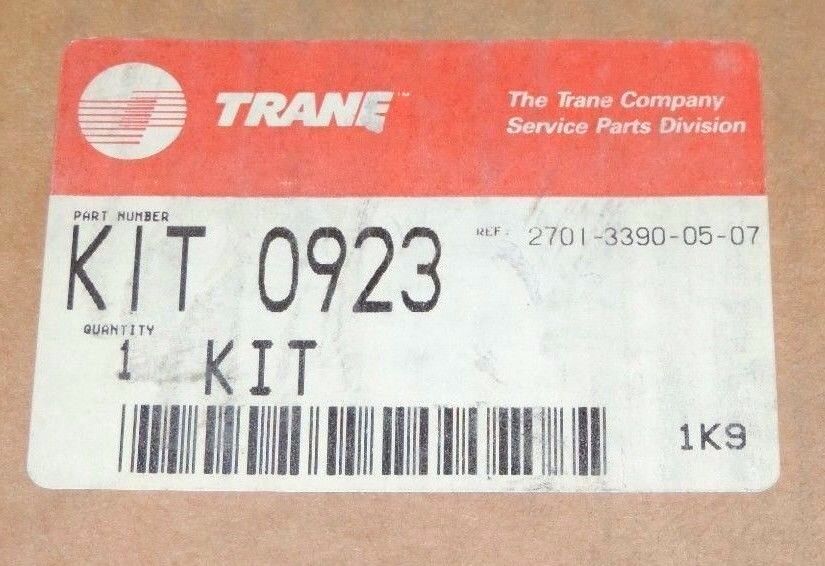 TRANE™
The Trane Company
Service Parts Division
PART NUMBER
KIT 0923
REF: 2701-3390-05-07
QUANTITY
1 KIT
1K9